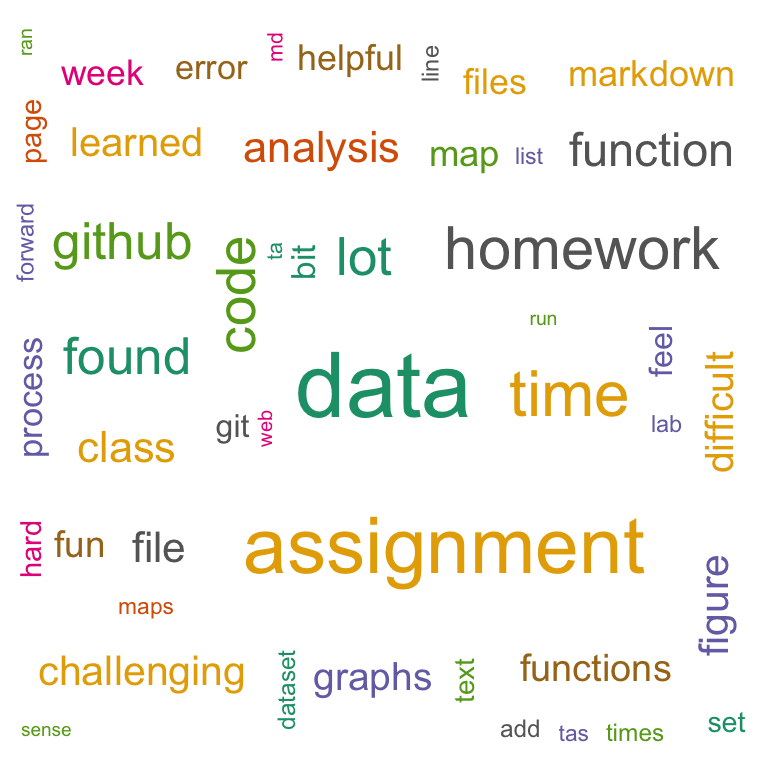 ran
week
error
md
helpful
line
files
markdown
page
learned
analysis
map
list
function
forward
github
code
ta
bit
lot
homework
run
process
found
data
time
feel
difficult
class
git
web
lab
hard
fun
file
assignment
figure
maps
challenging
dataset
graphs
text
functions
sense
add
tas
times
set